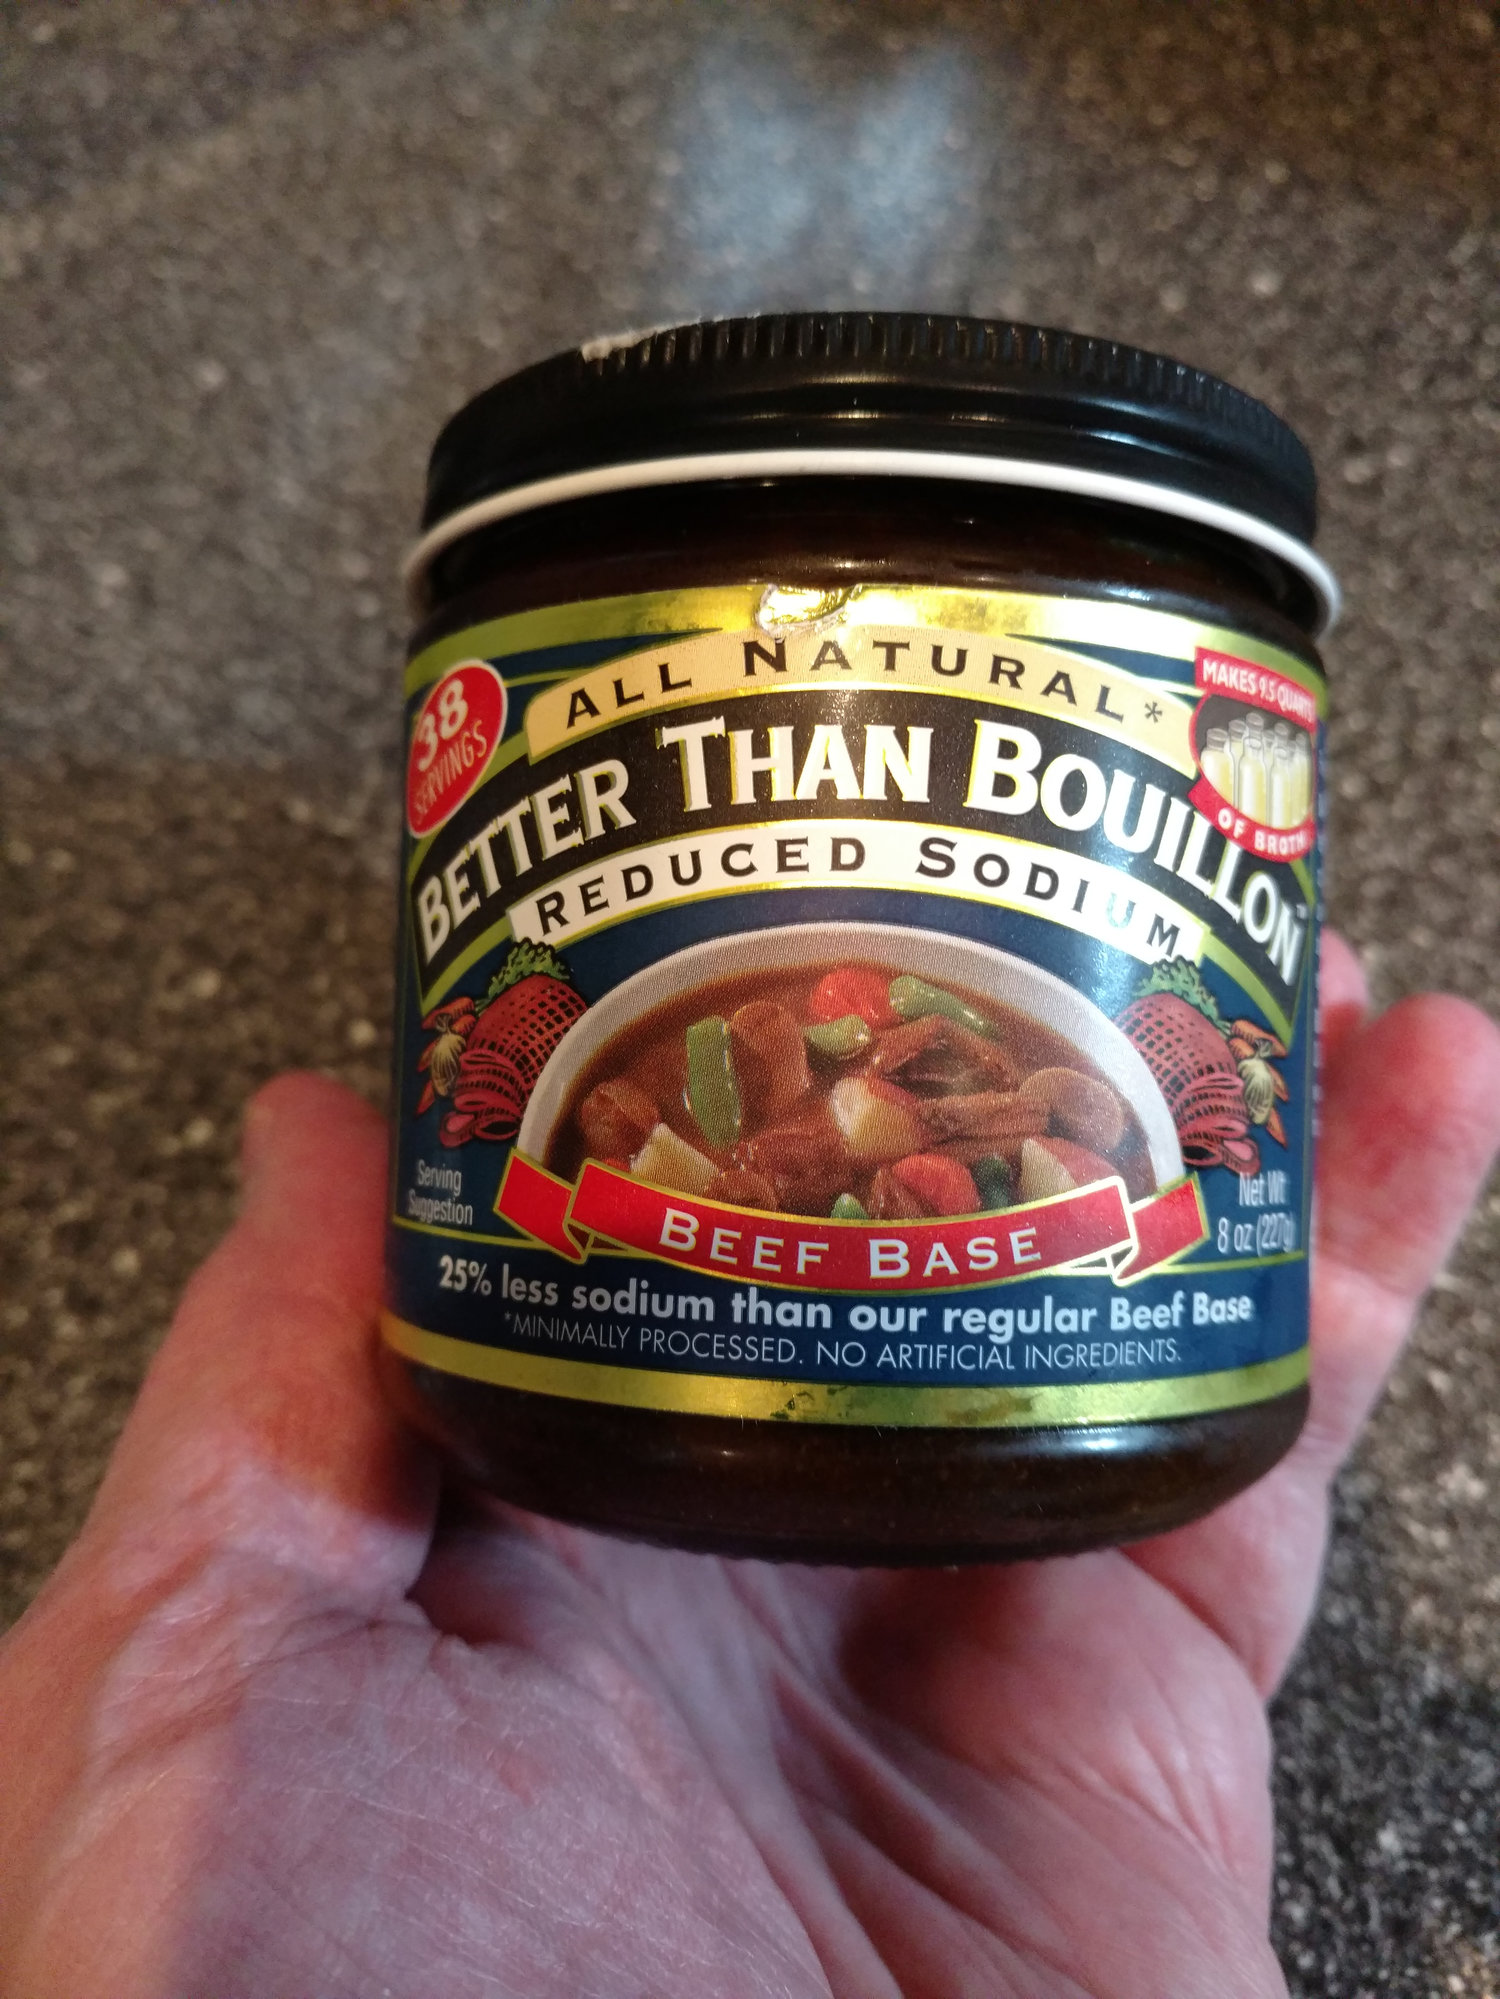 38
SERVINGS
ALL NATURAL*
MAKES 9.5 QUARTS
OF BROTH
BETTER THAN BOUILLON™
REDUCED SODIUM
Serving
Suggestion
BEEF BASE
Net Wt
8 oz (227g)
25% less sodium than our regular Beef Base
*MINIMALLY PROCESSED. NO ARTIFICIAL INGREDIENTS.